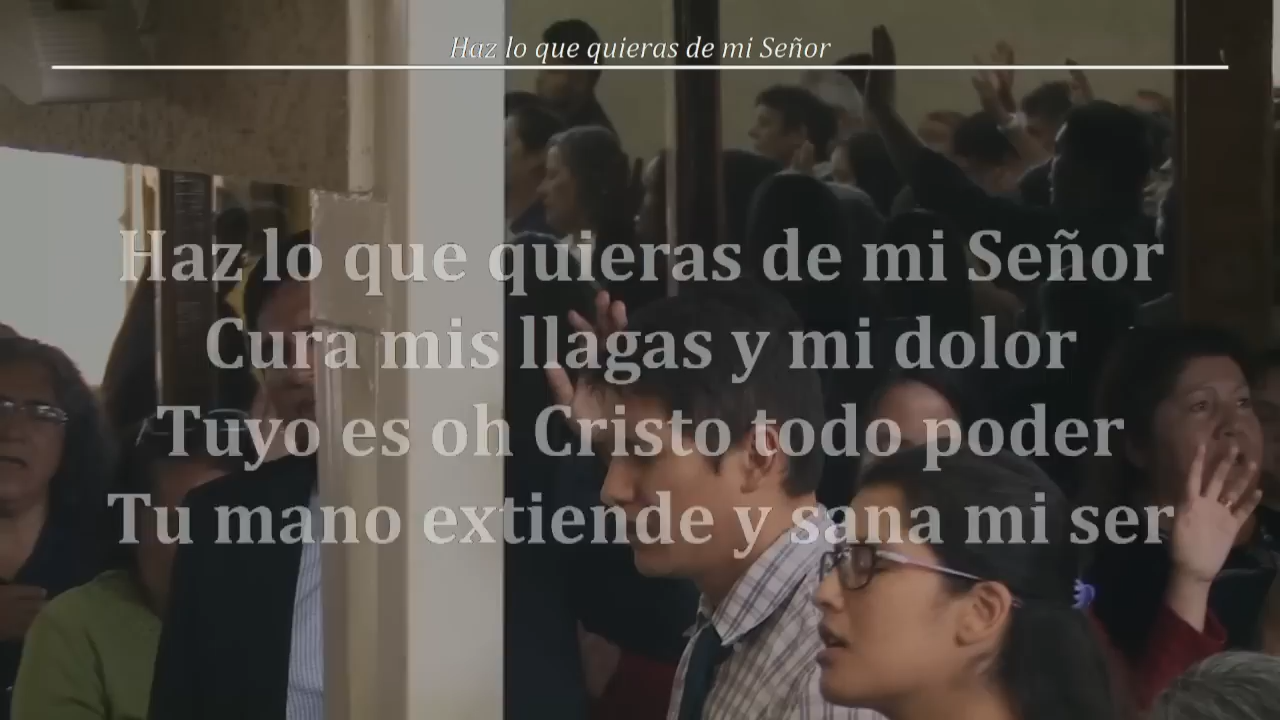 Haz lo que quieras de mi Señor
Haz lo que quieras de mi Señor
Cura mis llagas y mi dolor
Tuyo es oh Cristo todo poder
Tu mano extiende y sana mi ser